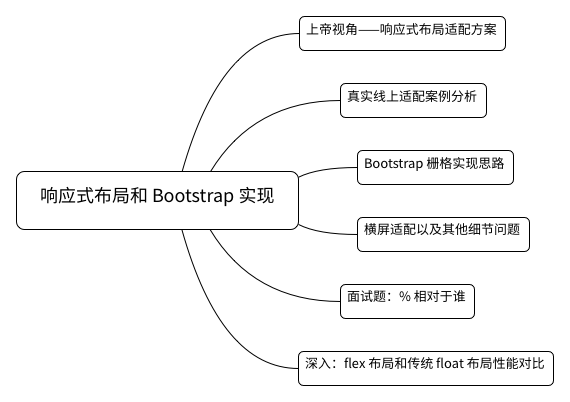 上帝视角——响应式布局适配方案
真实线上适配案例分析
Bootstrap 栅格实现思路
响应式布局和 Bootstrap 实现
横屏适配以及其他细节问题
面试题：% 相对于谁
深入：flex 布局和传统 float 布局性能对比